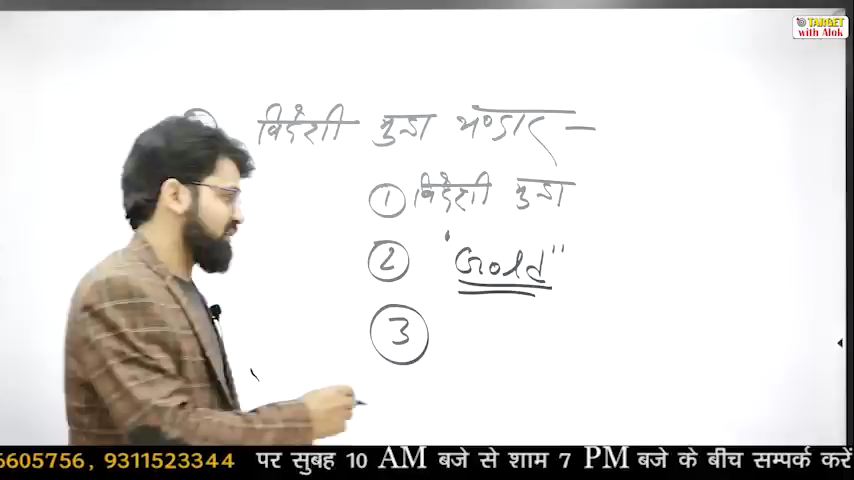 TARGET
with Alok
विदेशी मुद्रा भण्डार –
① विदेशी मुद्रा
② "Gold"
③
6605756, 9311523344 पर सुबह 10 AM बजे से शाम 7 PM बजे के बीच सम्पर्क करें